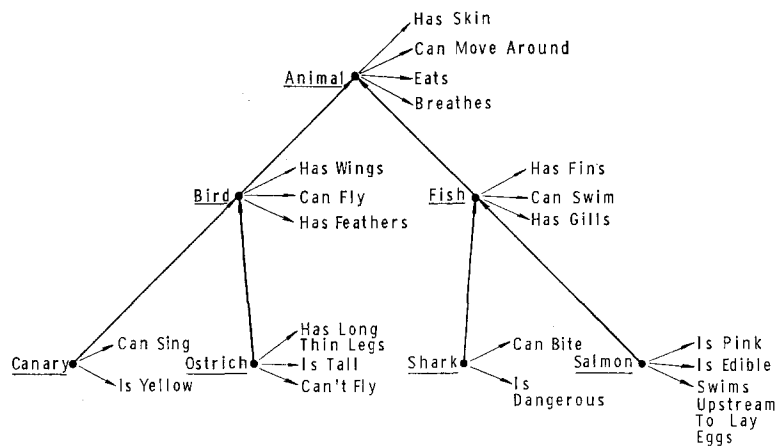 Has Skin
Can Move Around
Animal
Eats
Breathes
Has Wings
Bird
Can Fly
Has Feathers
Has Fins
Fish
Can Swim
Has Gills
Canary
Can Sing
Is Yellow
Ostrich
Has Long
Thin Legs
Is Tall
Can't Fly
Shark
Can Bite
Is
Dangerous
Salmon
Is Pink
Is Edible
Swims
Upstream
To Lay
Eggs